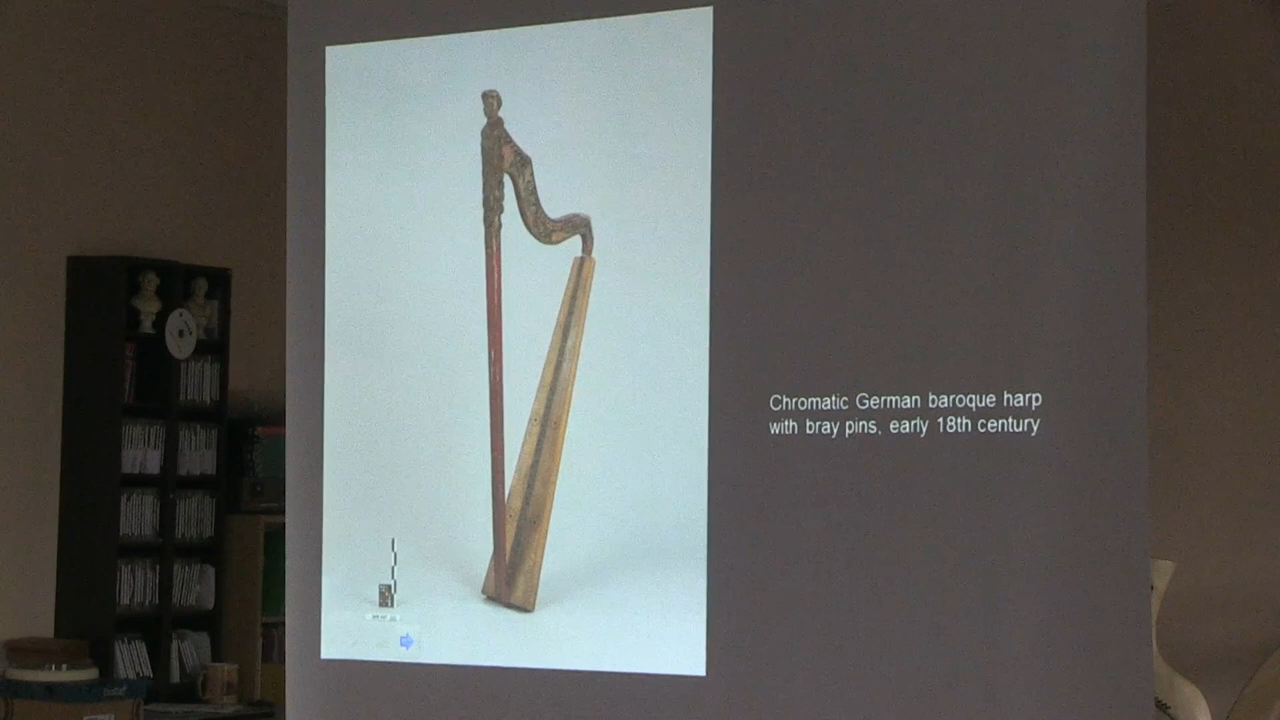 Chromatic German baroque harp
with bray pins, early 18th century